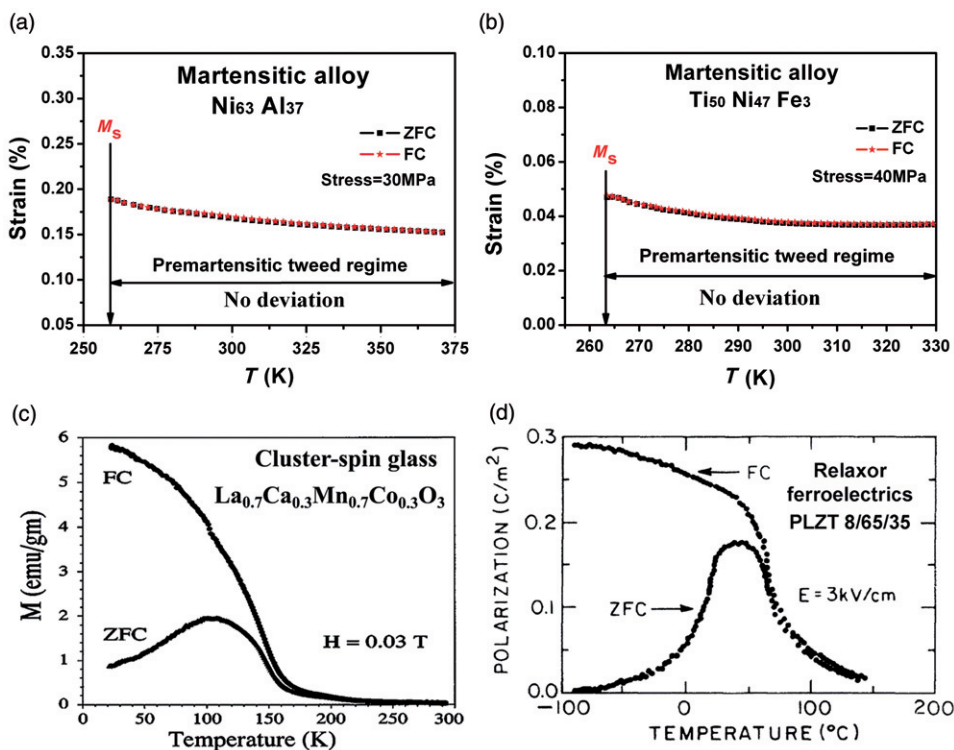 (a)
0.35
0.30
0.25
0.20
0.15
0.10
0.05
Strain (%)
Martensitic alloy
Ni63 Al37
ZFC
FC
Stress=30MPa
Ms
Premartensitic tweed regime
No deviation
250 275 300 325 350 375
T (K)
(b)
0.10
0.08
0.06
0.04
0.02
0.00
Strain (%)
Martensitic alloy
Ti50 Ni47 Fe3
ZFC
FC
Stress=40MPa
Ms
Premartensitic tweed regime
No deviation
260 270 280 290 300 310 320 330
T (K)
(c)
6
5
4
3
2
1
0
M (emu/gm)
FC
Cluster-spin glass
La0.7Ca0.3Mn0.7Co0.3O3
ZFC
H = 0.03 T
0 100 200 300
Temperature (K)
(d)
0.3
0.2
0.1
0.0
POLARIZATION (C/m2)
FC
Relaxor
ferroelectrics
PLZT 8/65/35
E = 3kV/cm
ZFC
−100 0 100 200
TEMPERATURE (°C)